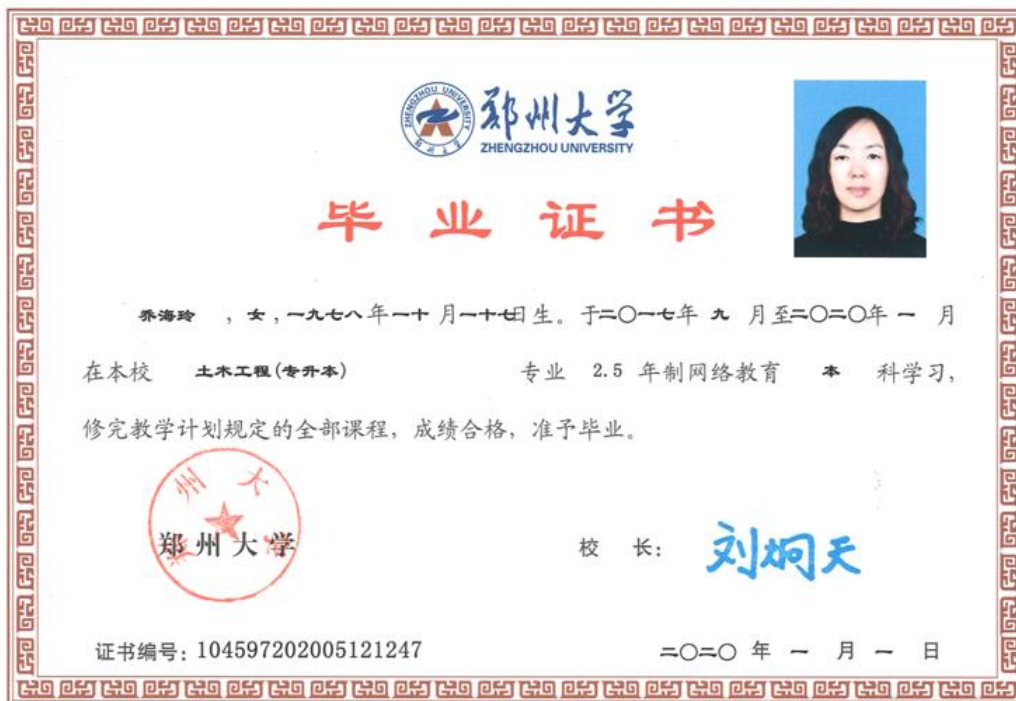 郑州大学
ZHENGZHOU UNIVERSITY
毕业证书
乔海玲 ，女，一九七八年一十月一十七日生。于二〇一七年 九 月至二〇二〇年 一 月
在本校 土木工程(专升本) 专业 2.5 年制网络教育 本 科学习，
修完教学计划规定的全部课程，成绩合格，准予毕业。
郑州大学
校 长： 刘炯天
证书编号：104597202005121247
二〇二〇 年 一 月 一 日